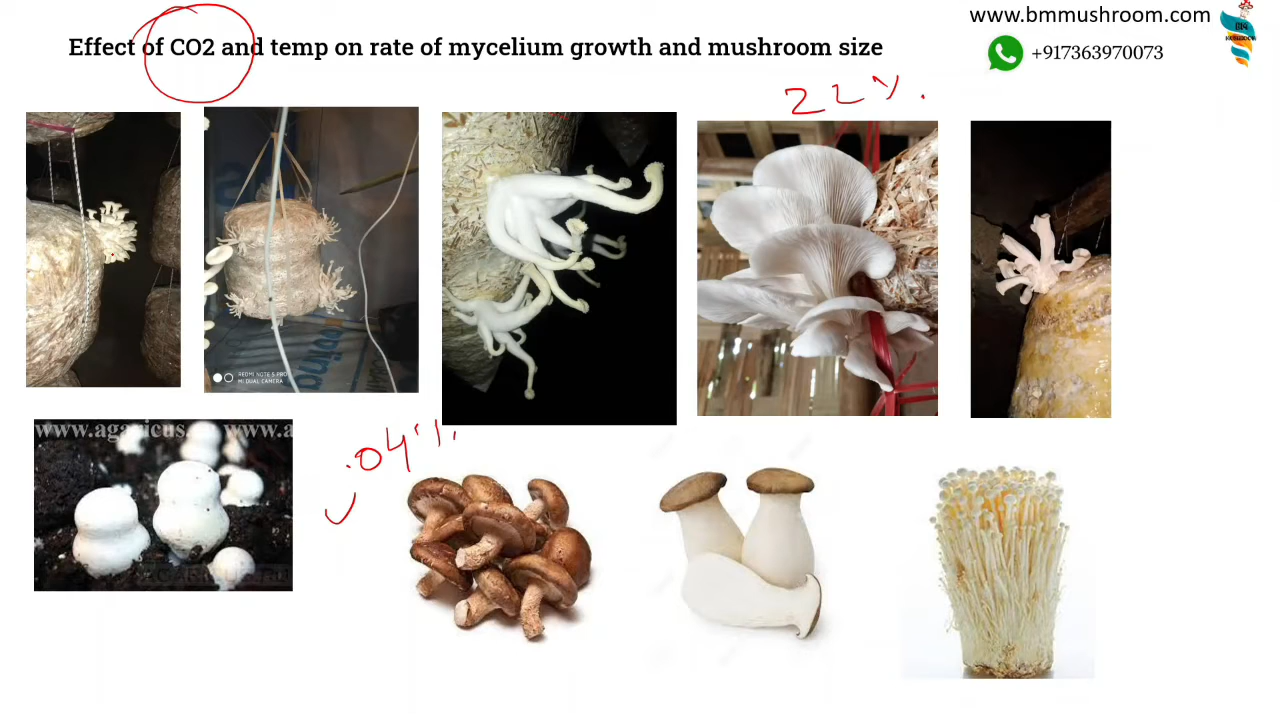 www.bmmushroom.com
Effect of CO2 and temp on rate of mycelium growth and mushroom size
+917363970073
22%.
REDMI NOTE 5 PRO
MI DUAL CAMERA
www.agaricus.
www.a
.04%.